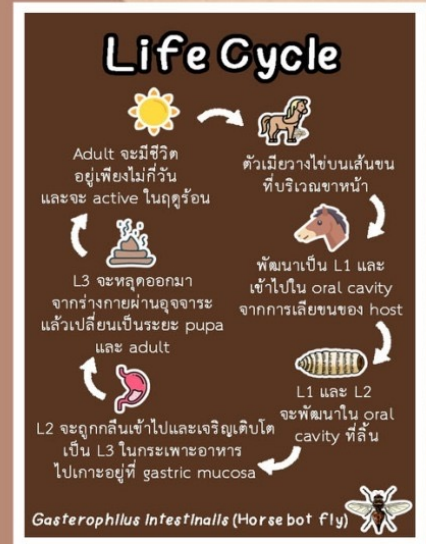 Life Cycle
ตัวเมียวางไข่บนเส้นขน
ที่บริเวณขาหน้า
พัฒนาเป็น L1 และ
เข้าไปใน oral cavity
จากการเลียขนของ host
L1 และ L2
จะพัฒนาใน oral
cavity ที่ลิ้น
L2 จะถูกกลืนเข้าไปและเจริญเติบโต
เป็น L3 ในกระเพาะอาหาร
ไปเกาะอยู่ที่ gastric mucosa
L3 จะหลุดออกมา
จากร่างกายผ่านอุจจาระ
แล้วเปลี่ยนเป็นระยะ pupa
และ adult
Adult จะมีชีวิต
อยู่เพียงไม่กี่วัน
และจะ active ในฤดูร้อน
Gasterophilus intestinalis (Horse bot fly)